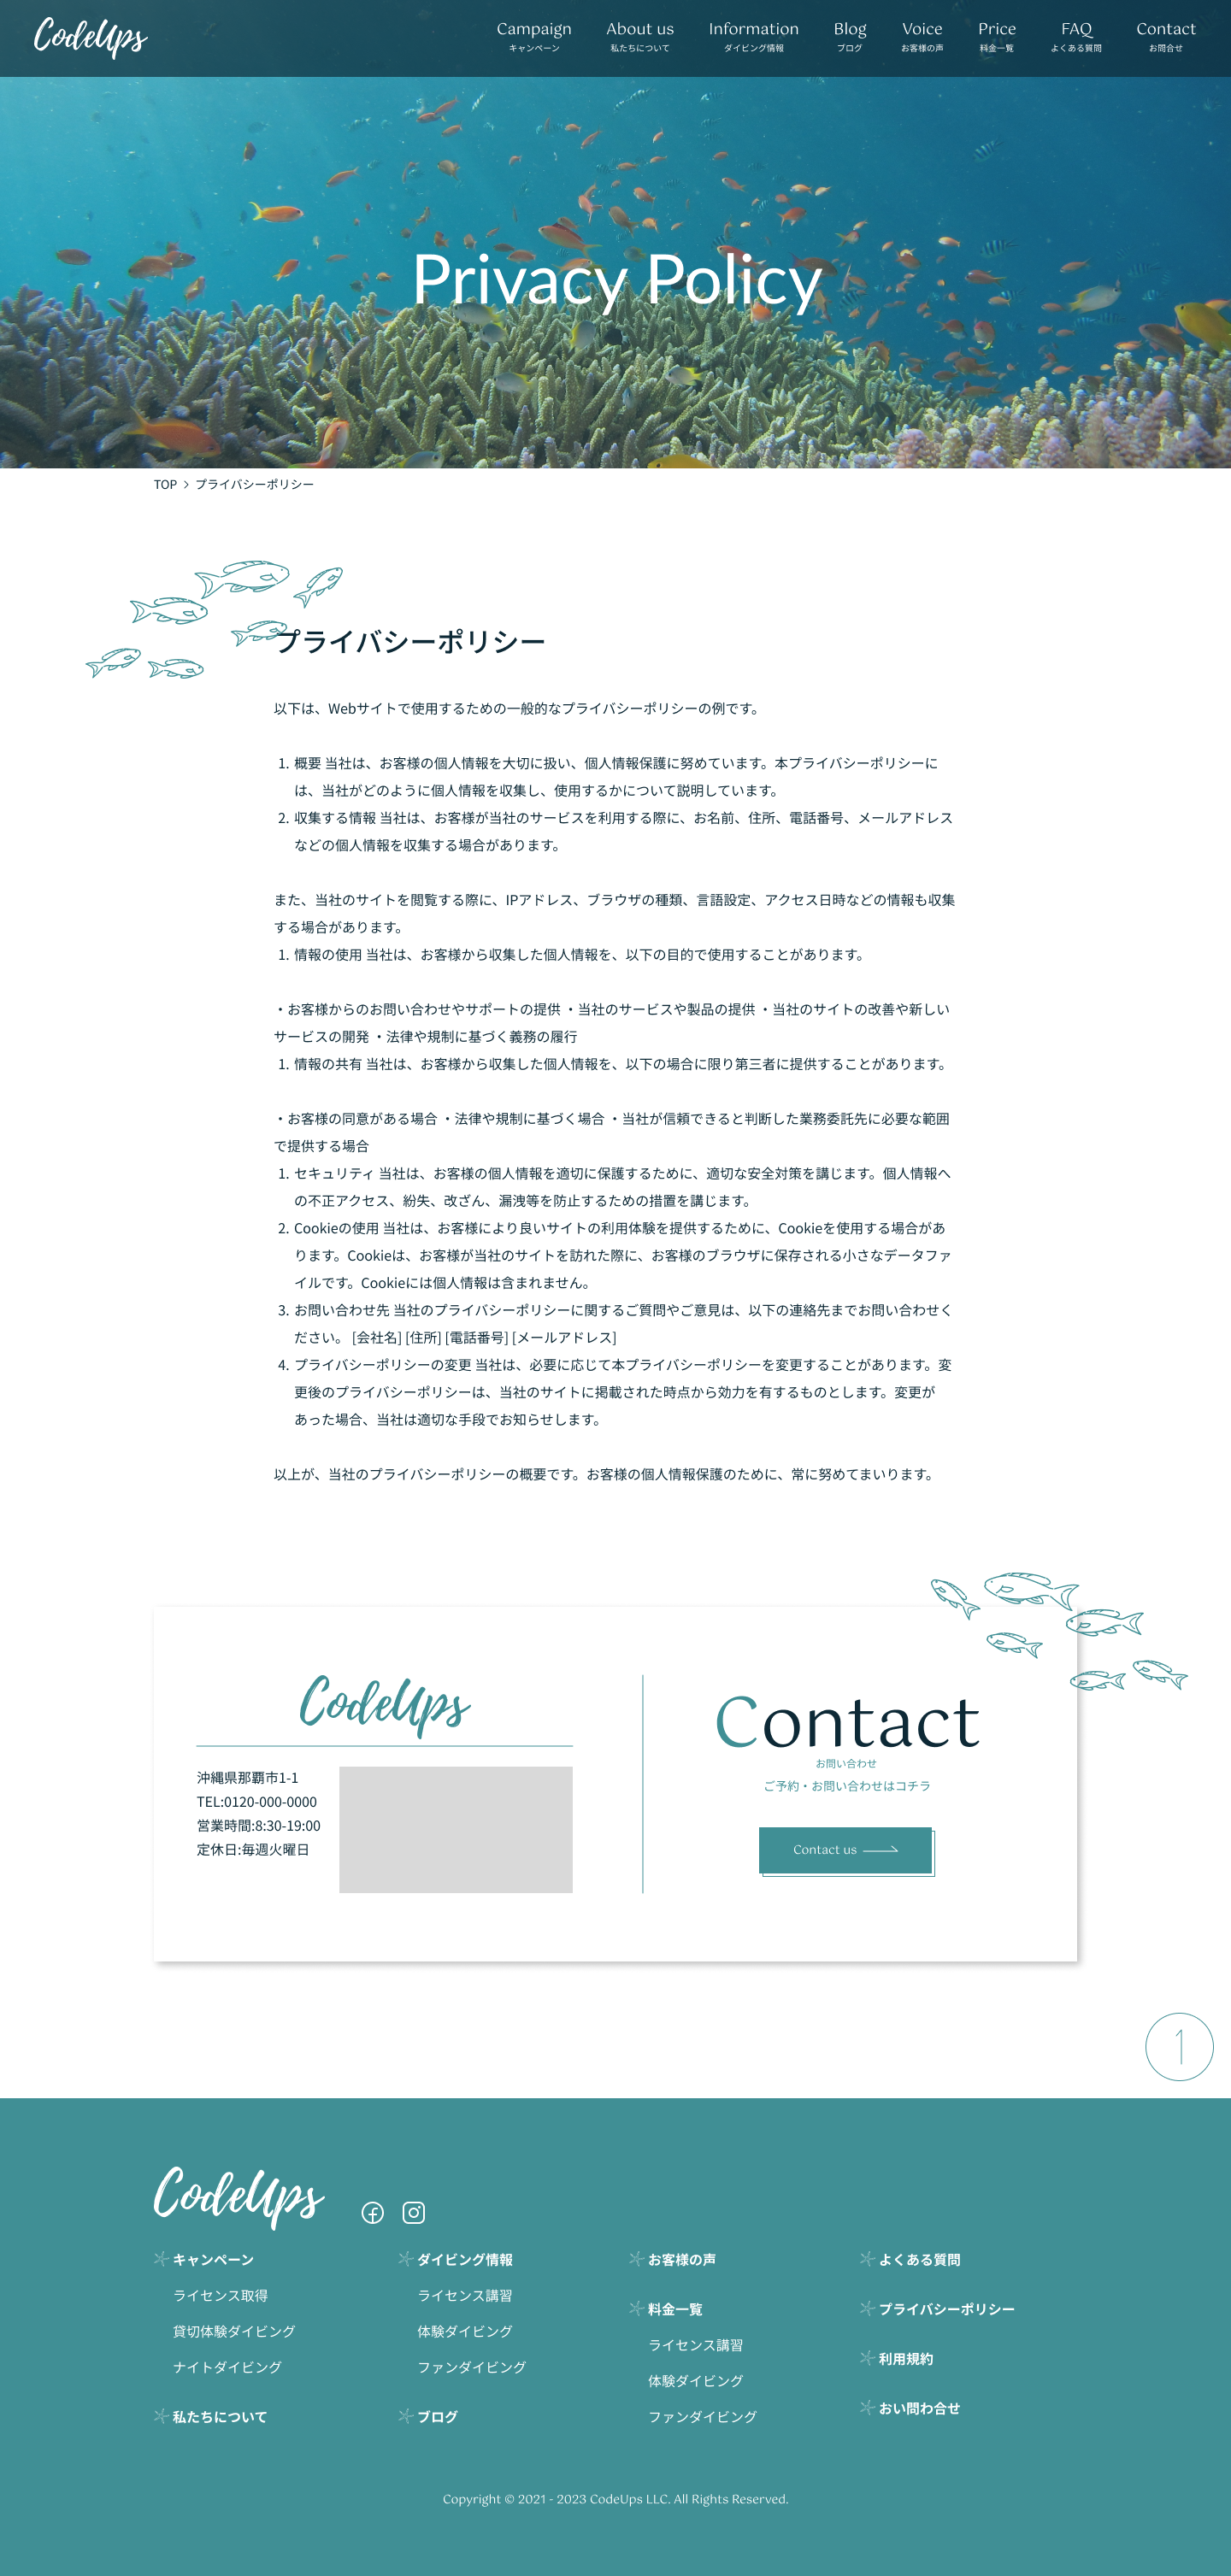 CodeUps
Campaign
キャンペーン
About us
私たちについて
Information
ダイビング情報
Blog
ブログ
Voice
お客様の声
Price
料金一覧
FAQ
よくある質問
Contact
お問合せ
Privacy Policy
TOP > プライバシーポリシー
プライバシーポリシー
以下は、Webサイトで使用するための一般的なプライバシーポリシーの例です。
1. 概要 当社は、お客様の個人情報を大切に扱い、個人情報保護に努めています。本プライバシーポリシーに
は、当社がどのように個人情報を収集し、使用するかについて説明しています。
2. 収集する情報 当社は、お客様が当社のサービスを利用する際に、お名前、住所、電話番号、メールアドレス
などの個人情報を収集する場合があります。
また、当社のサイトを閲覧する際に、IPアドレス、ブラウザの種類、言語設定、アクセス日時などの情報も収集
する場合があります。
1. 情報の使用 当社は、お客様から収集した個人情報を、以下の目的で使用することがあります。
・お客様からのお問い合わせやサポートの提供 ・当社のサービスや製品の提供 ・当社のサイトの改善や新しい
サービスの開発 ・法律や規制に基づく義務の履行
1. 情報の共有 当社は、お客様から収集した個人情報を、以下の場合に限り第三者に提供することがあります。
・お客様の同意がある場合 ・法律や規制に基づく場合 ・当社が信頼できると判断した業務委託先に必要な範囲
で提供する場合
1. セキュリティ 当社は、お客様の個人情報を適切に保護するために、適切な安全対策を講じます。個人情報へ
の不正アクセス、紛失、改ざん、漏洩等を防止するための措置を講じます。
2. Cookieの使用 当社は、お客様により良いサイトの利用体験を提供するために、Cookieを使用する場合があ
ります。Cookieは、お客様が当社のサイトを訪れた際に、お客様のブラウザに保存される小さなデータファ
イルです。Cookieには個人情報は含まれません。
3. お問い合わせ先 当社のプライバシーポリシーに関するご質問やご意見は、以下の連絡先までお問い合わせく
ださい。 [会社名] [住所] [電話番号] [メールアドレス]
4. プライバシーポリシーの変更 当社は、必要に応じて本プライバシーポリシーを変更することがあります。変
更後のプライバシーポリシーは、当社のサイトに掲載された時点から効力を有するものとします。変更が
あった場合、当社は適切な手段でお知らせします。
以上が、当社のプライバシーポリシーの概要です。お客様の個人情報保護のために、常に努めてまいります。
CodeUps
沖縄県那覇市1-1
TEL:0120-000-0000
営業時間:8:30-19:00
定休日:毎週火曜日
Contact
お問い合わせ
ご予約・お問い合わせはコチラ
Contact us
CodeUps
キャンペーン
ライセンス取得
貸切体験ダイビング
ナイトダイビング
私たちについて
ダイビング情報
ライセンス講習
体験ダイビング
ファンダイビング
ブログ
お客様の声
料金一覧
ライセンス講習
体験ダイビング
ファンダイビング
よくある質問
プライバシーポリシー
利用規約
おい問わ合せ
Copyright © 2021 - 2023 CodeUps LLC. All Rights Reserved.